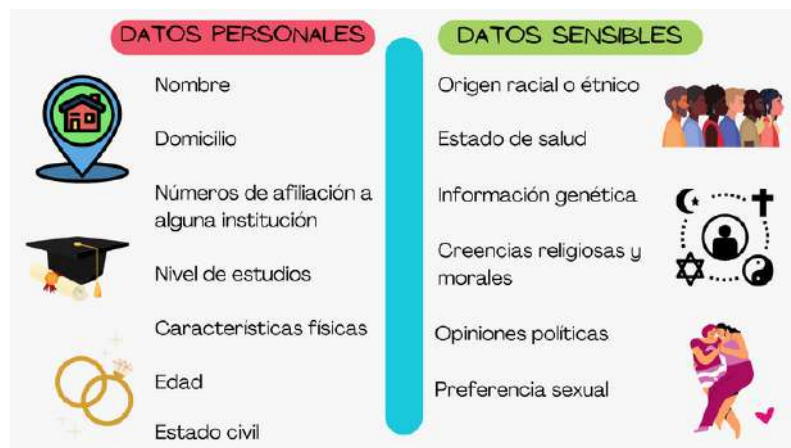 DATOS PERSONALES
Nombre
Domicilio
Números de afiliación a
alguna institución
Nivel de estudios
Características físicas
Edad
Estado civil
DATOS SENSIBLES
Origen racial o étnico
Estado de salud
Información genética
Creencias religiosas y
morales
Opiniones políticas
Preferencia sexual